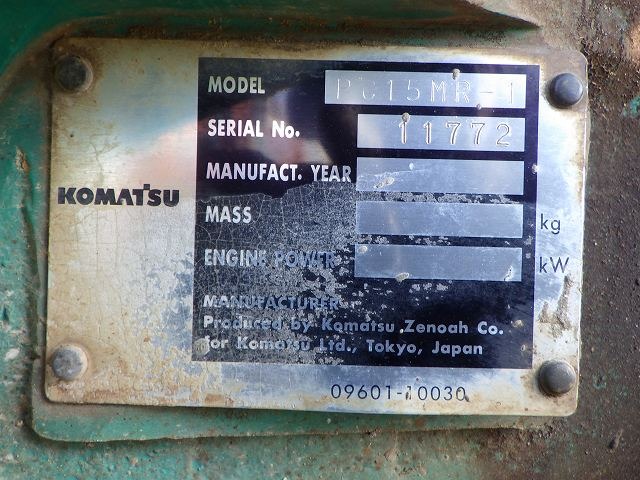 MODEL PC15MR-1
SERIAL No. 11772
MANUFACT. YEAR
KOMATSU
MASS kg
ENGINE POWER kW
MANUFACTURER
Produced by Komatsu Zenoah Co.
for Komatsu Ltd., Tokyo, Japan
09601-10030